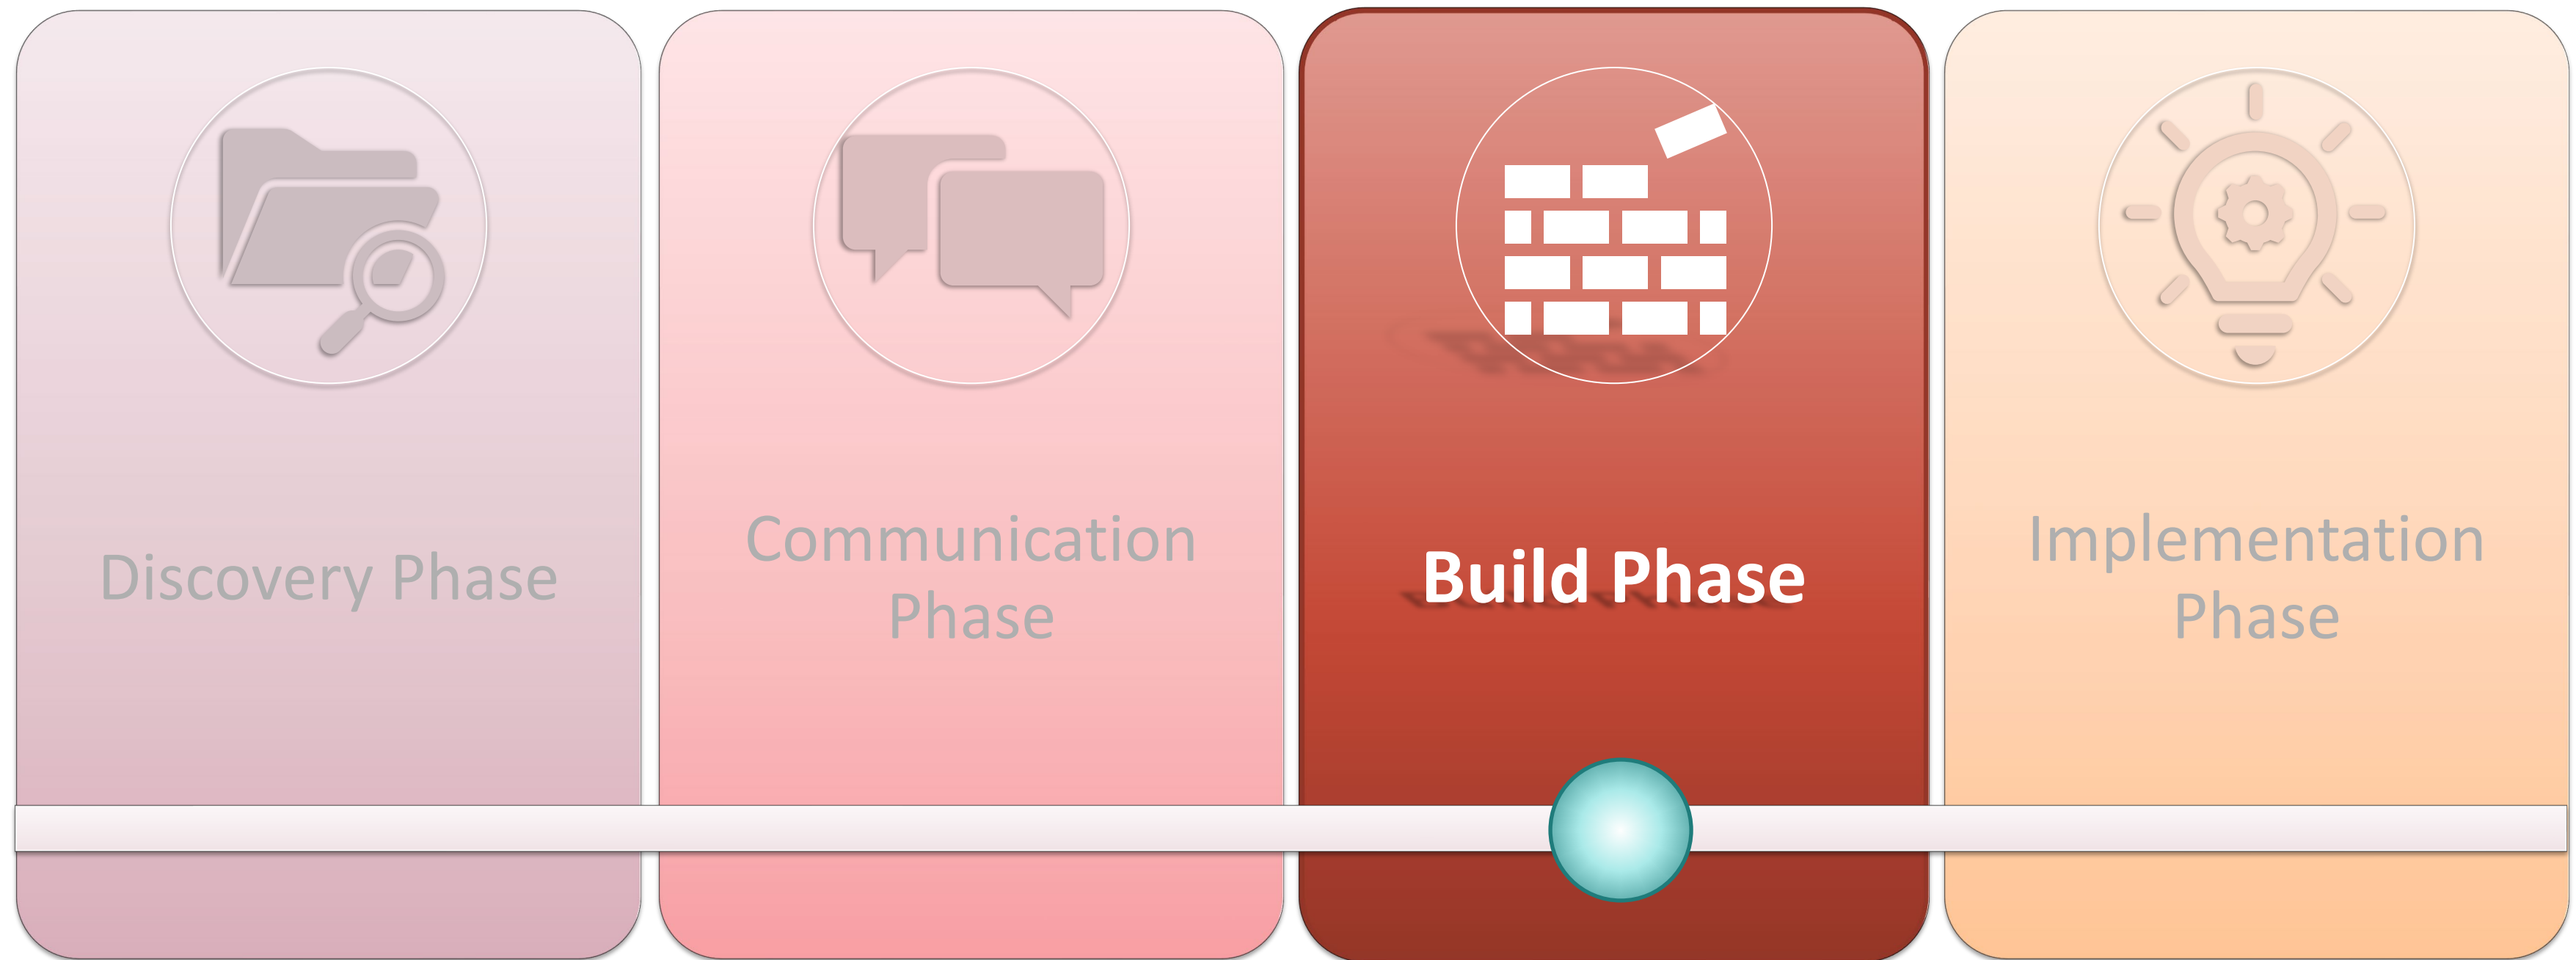 Discovery Phase
Communication
Phase
Build Phase
Implementation
Phase